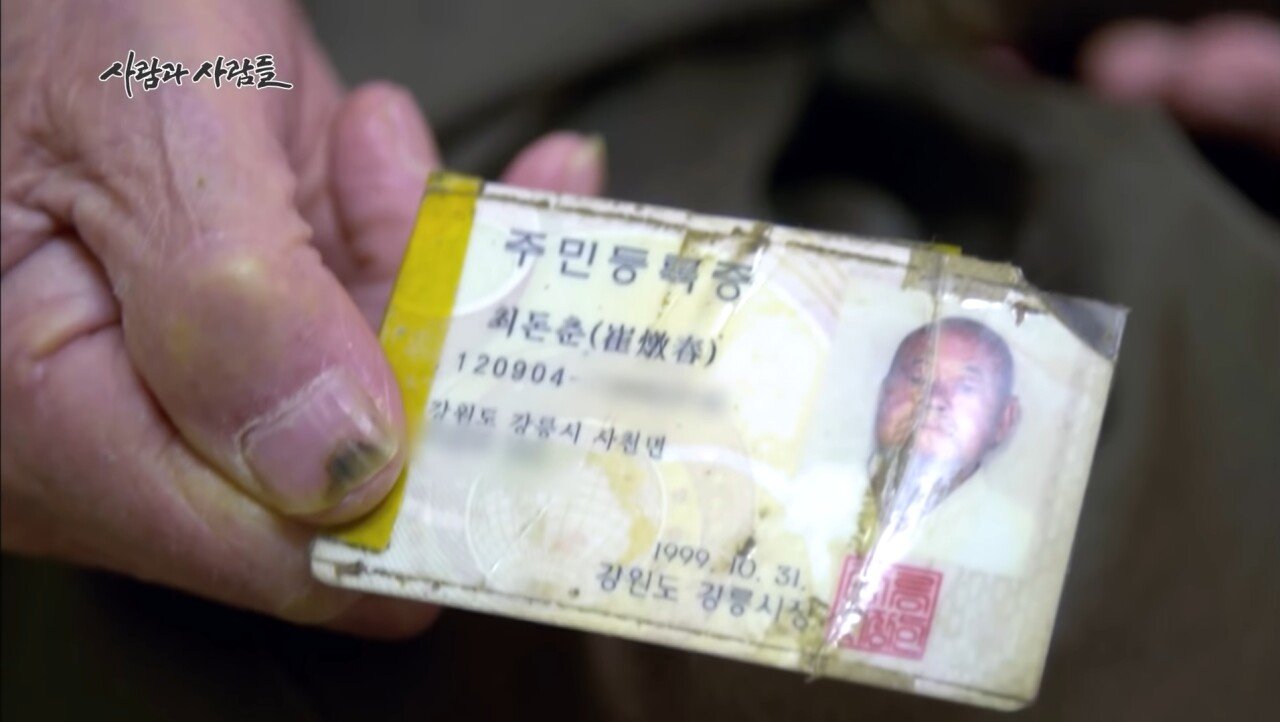 사람과 사람들
주민등록증
최돈춘(崔燉春)
120904-
강원도 강릉시 사천면
1999. 10. 31.
강원도 강릉시장